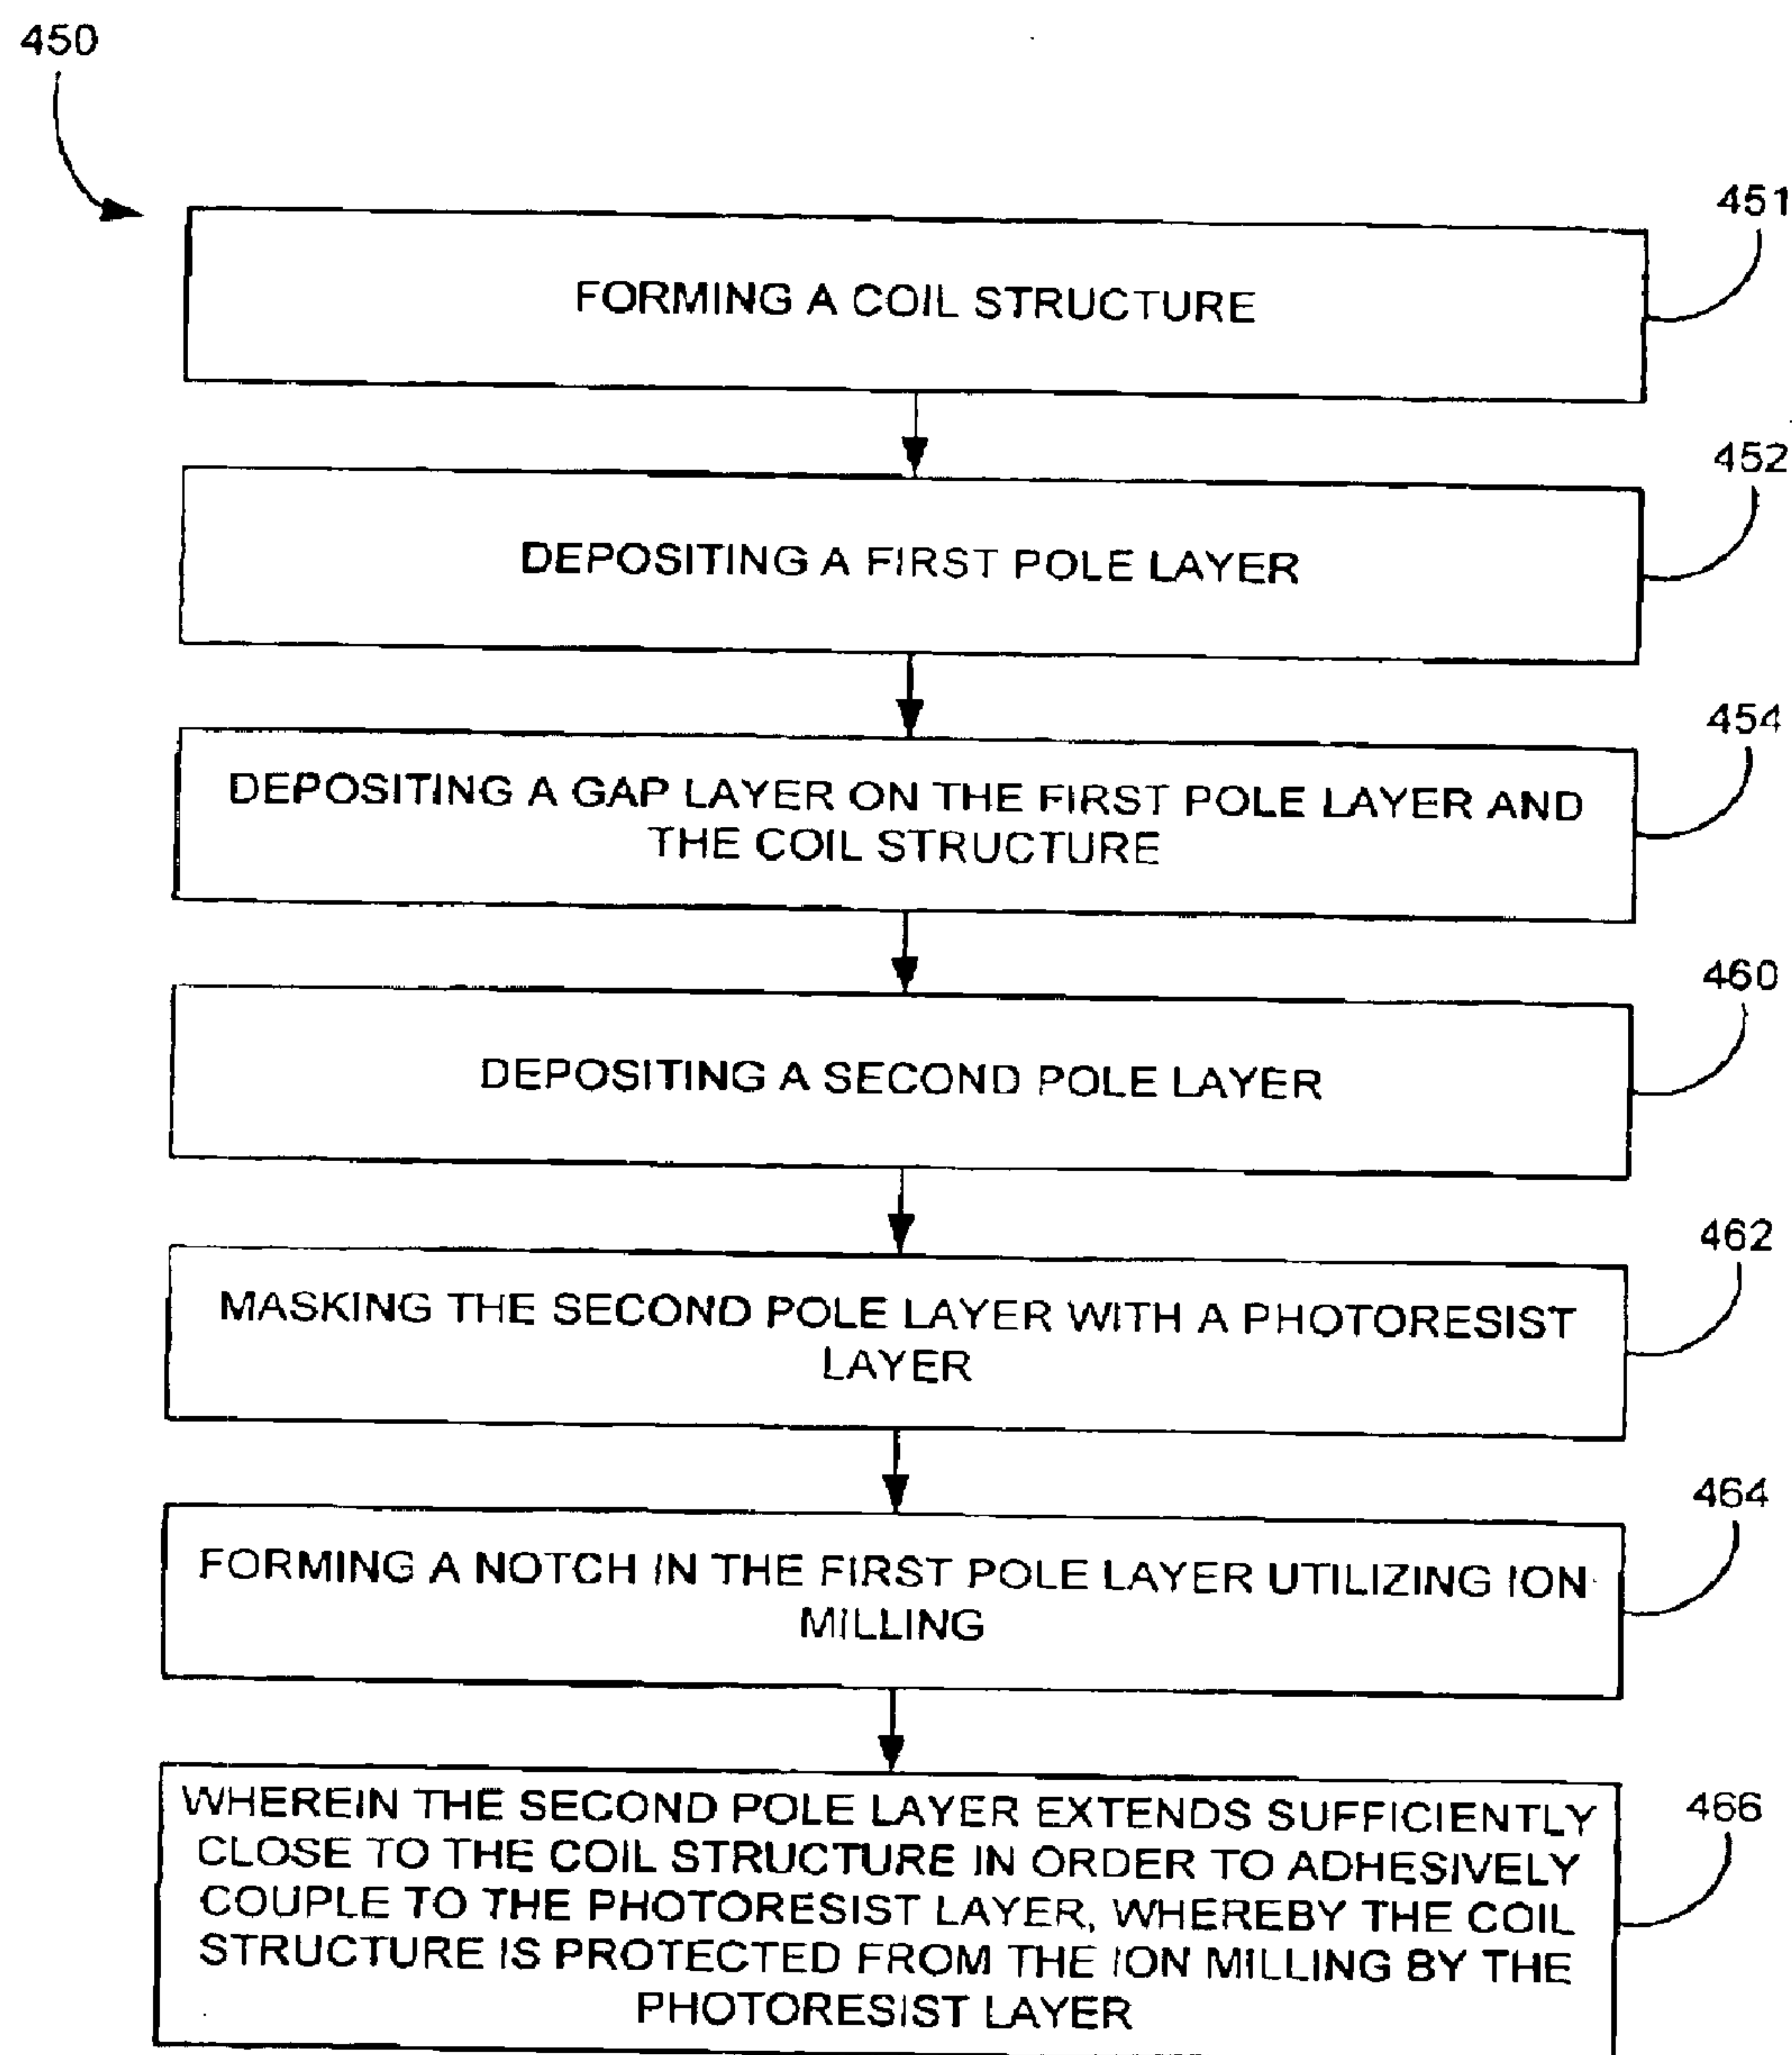 450
451
FORMING A COIL STRUCTURE
452
DEPOSITING A FIRST POLE LAYER
454
DEPOSITING A GAP LAYER ON THE FIRST POLE LAYER AND
THE COIL STRUCTURE
460
DEPOSITING A SECOND POLE LAYER
462
MASKING THE SECOND POLE LAYER WITH A PHOTORESIST
LAYER
464
FORMING A NOTCH IN THE FIRST POLE LAYER UTILIZING ION
MILLING
466
WHEREIN THE SECOND POLE LAYER EXTENDS SUFFICIENTLY
CLOSE TO THE COIL STRUCTURE IN ORDER TO ADHESIVELY
COUPLE TO THE PHOTORESIST LAYER, WHEREBY THE COIL
STRUCTURE IS PROTECTED FROM THE ION MILLING BY THE
PHOTORESIST LAYER